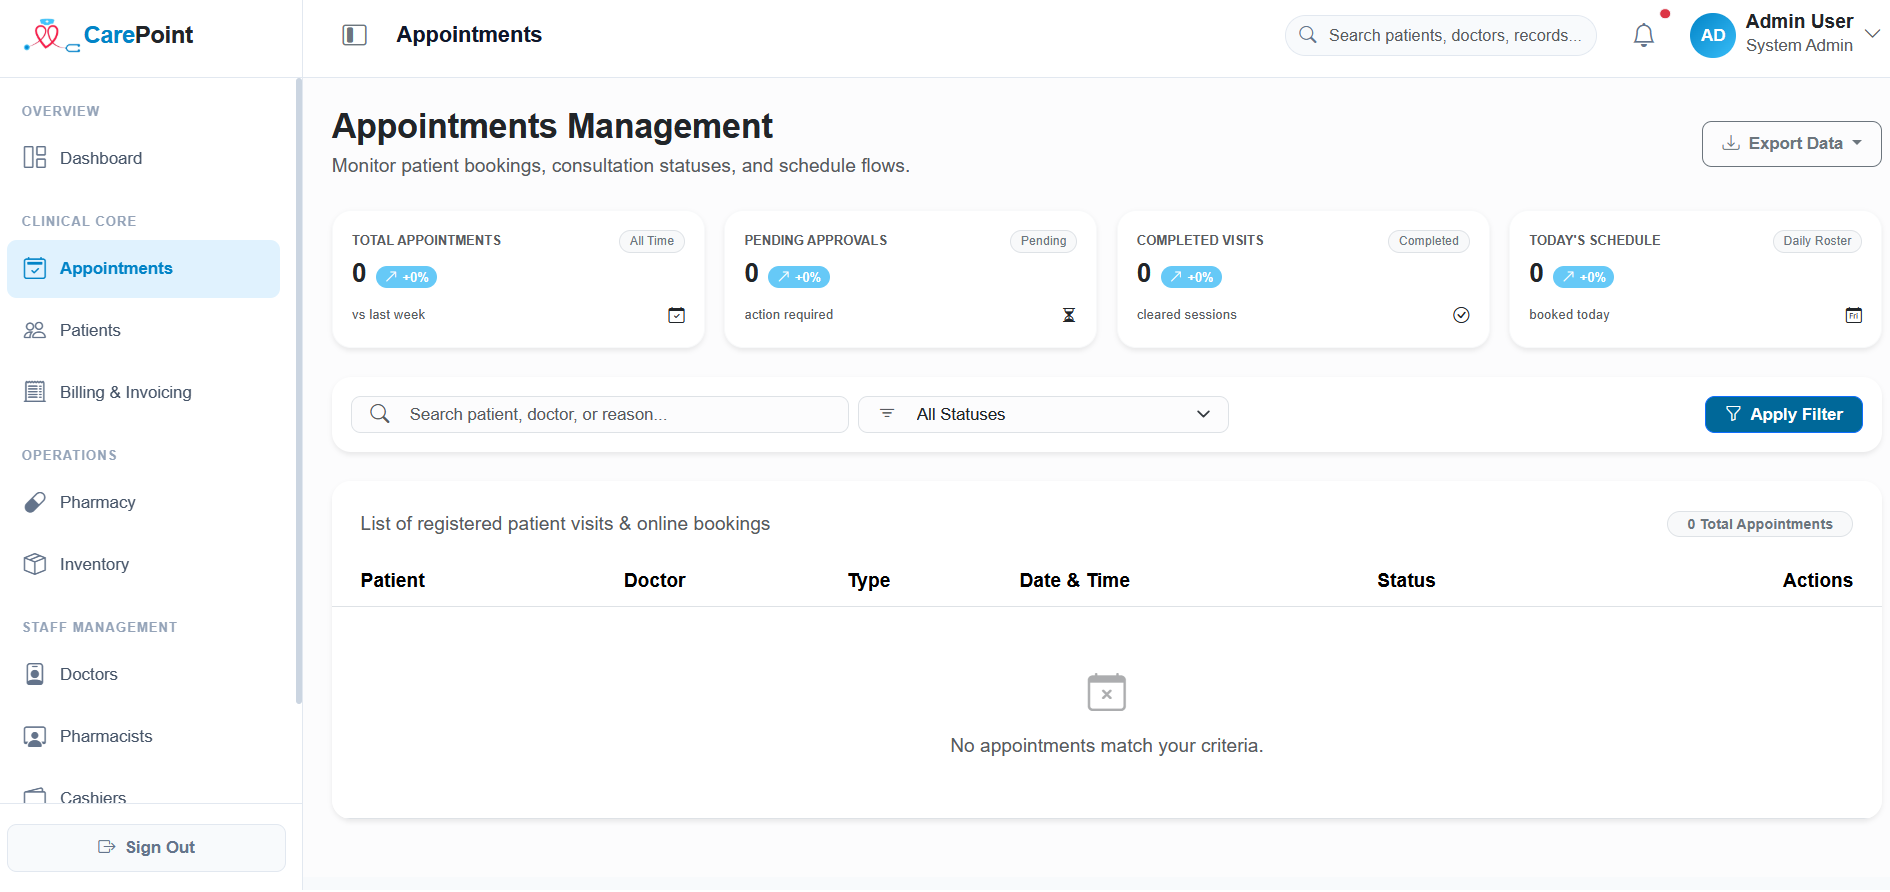 CarePoint
Appointments
Search patients, doctors, records...
AD
Admin User
System Admin
OVERVIEW
Dashboard
CLINICAL CORE
Appointments
Patients
Billing & Invoicing
OPERATIONS
Pharmacy
Inventory
STAFF MANAGEMENT
Doctors
Pharmacists
Cashiers
Sign Out
Appointments Management
Monitor patient bookings, consultation statuses, and schedule flows.
Export Data
TOTAL APPOINTMENTS
All Time
0 +0%
vs last week
PENDING APPROVALS
Pending
0 +0%
action required
COMPLETED VISITS
Completed
0 +0%
cleared sessions
TODAY'S SCHEDULE
Daily Roster
0 +0%
booked today
Fri
Search patient, doctor, or reason...
All Statuses
Apply Filter
List of registered patient visits & online bookings
0 Total Appointments
Patient Doctor Type Date & Time Status Actions
No appointments match your criteria.